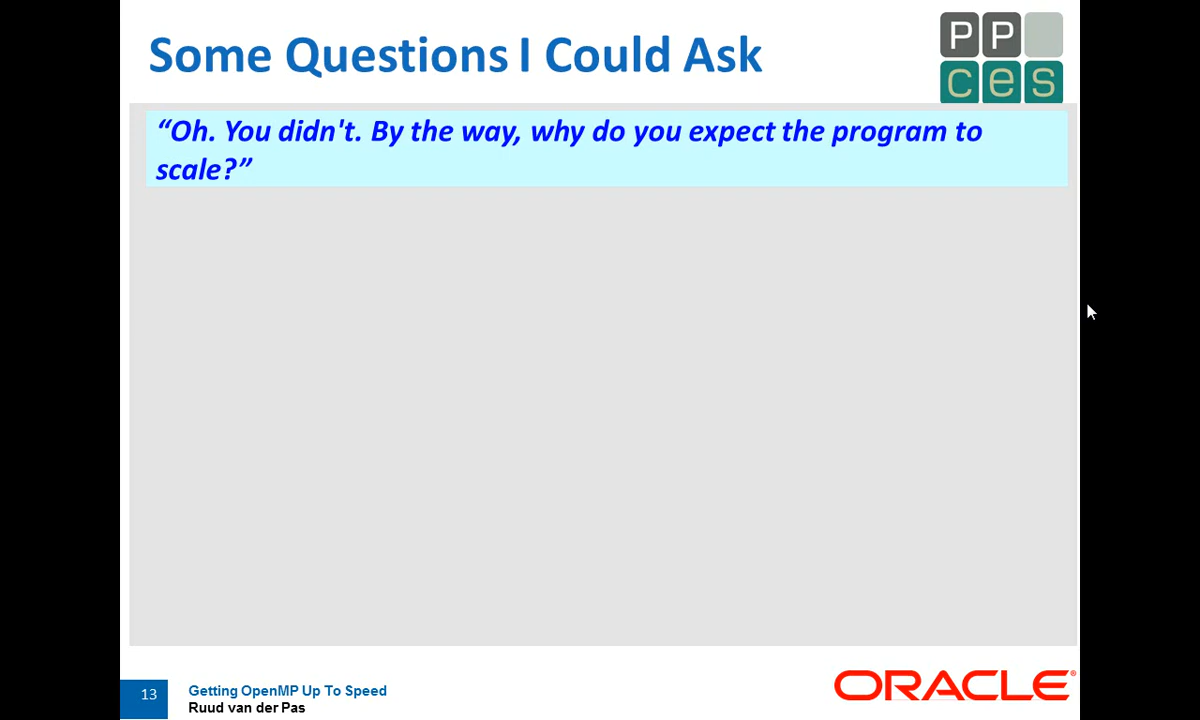 Some Questions I Could Ask
PP
ces
“Oh. You didn't. By the way, why do you expect the program to
scale?”
13
Getting OpenMP Up To Speed
Ruud van der Pas
ORACLE®